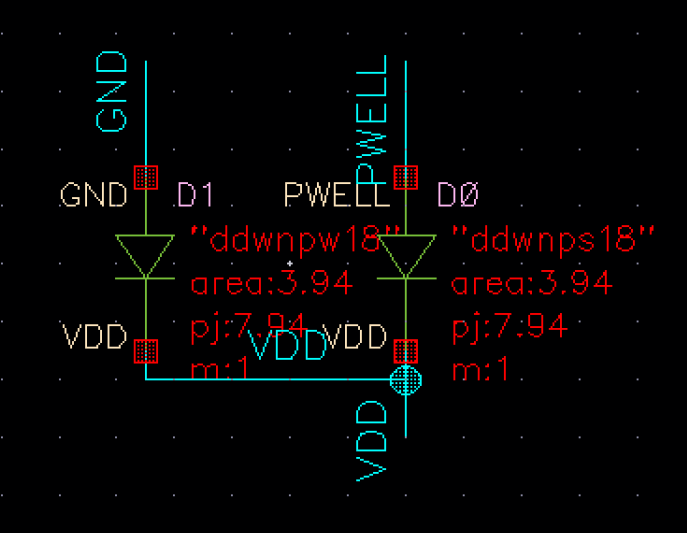 GND
PWELL
GND
D1
PWELL
D0
"ddwnpw18"
"ddwnps18"
area:3.94
area:3.94
pj:7.94
pj:7.94
VDD
VDD
VDD
m:1
m:1
VDD